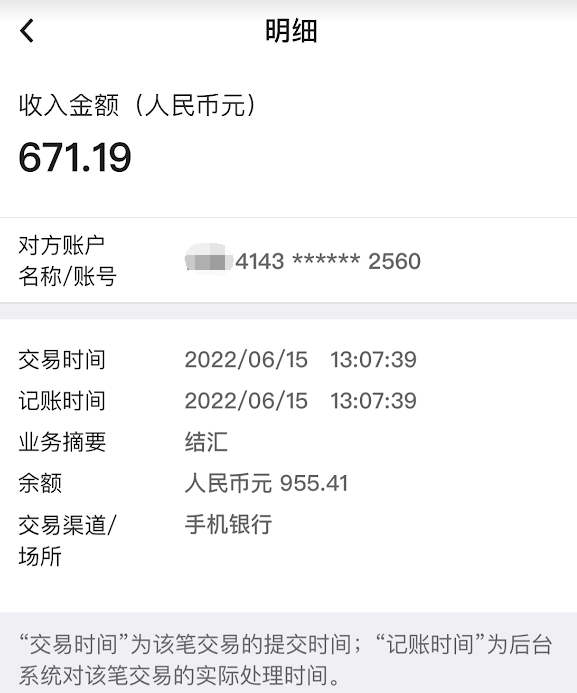 明细
收入金额（人民币元）
671.19
对方账户
名称/账号
4143 ****** 2560
交易时间 2022/06/15 13:07:39
记账时间 2022/06/15 13:07:39
业务摘要 结汇
余额 人民币元 955.41
交易渠道/
场所
手机银行
“交易时间”为该笔交易的提交时间；“记账时间”为后台
系统对该笔交易的实际处理时间。